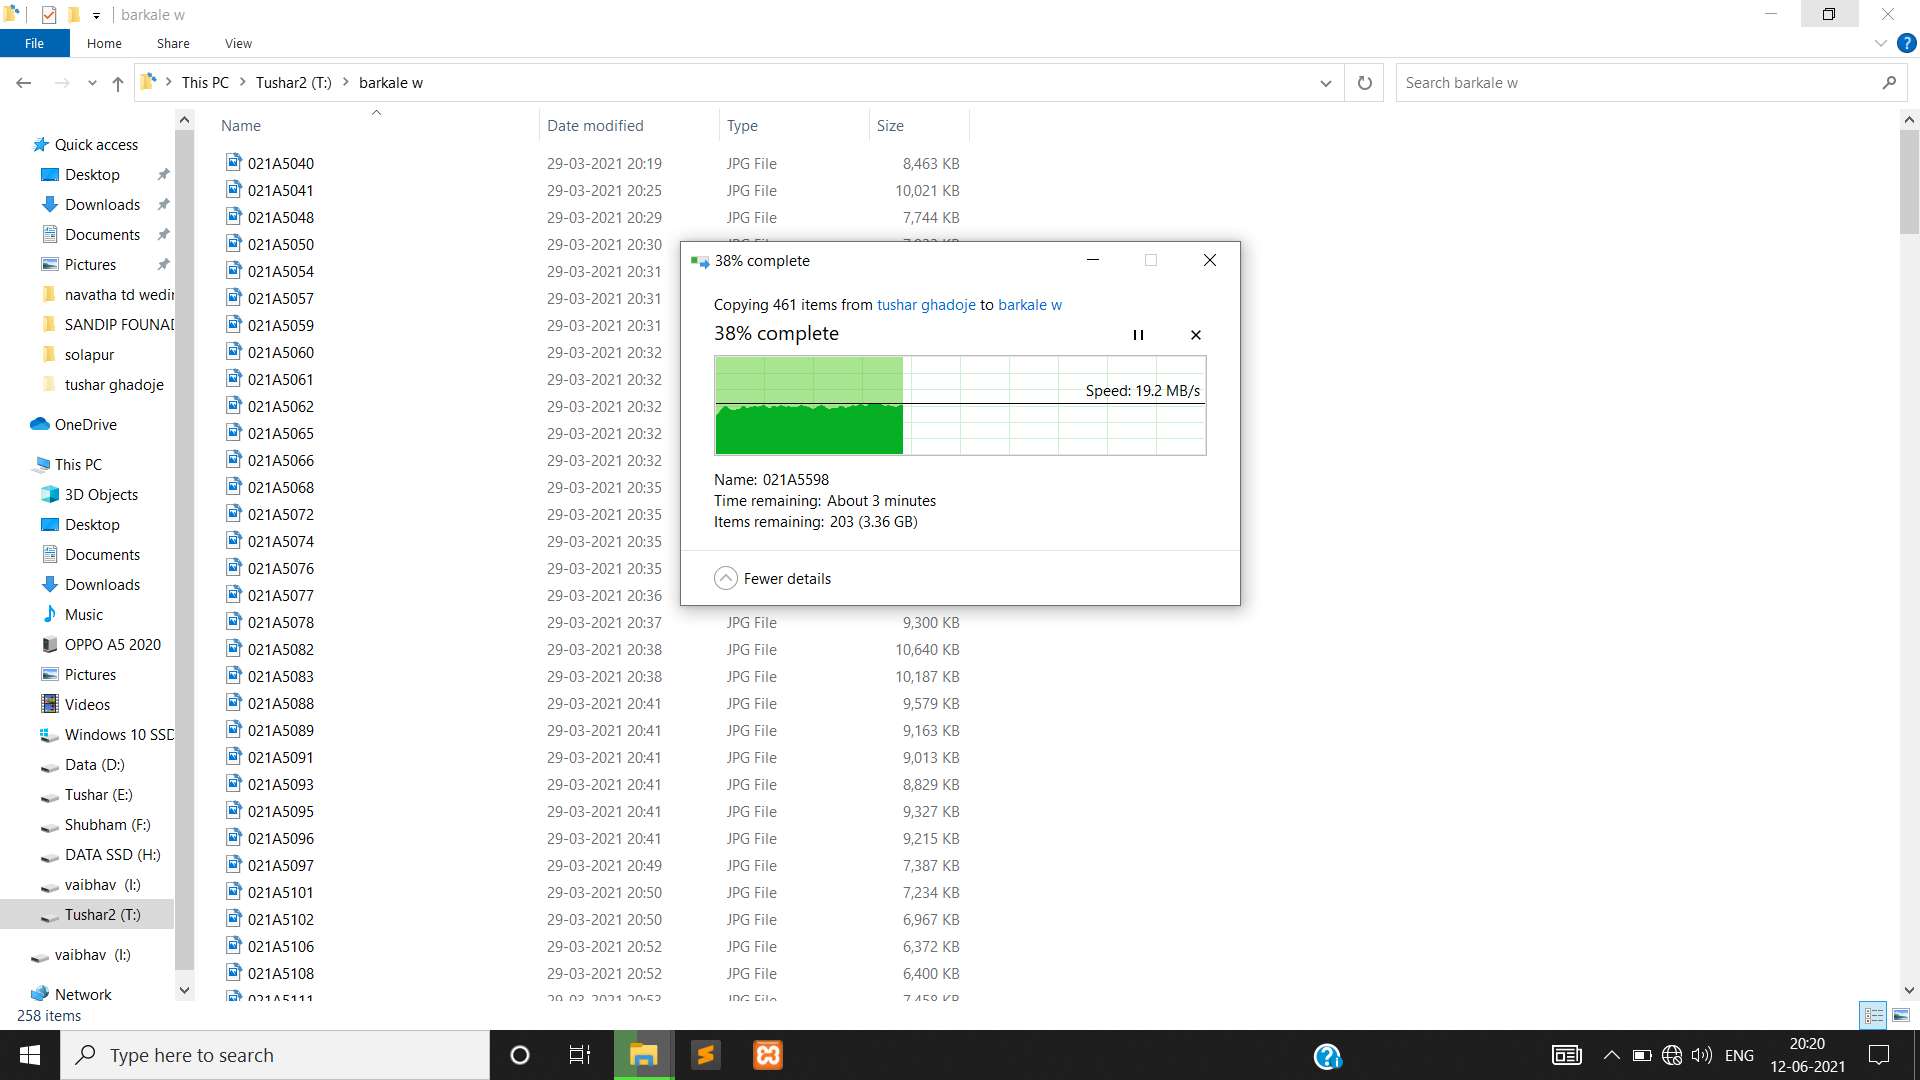 barkale w
File Home Share View
This PC Tushar2 (T:) barkale w
Search barkale w
Quick access
Desktop
Downloads
Documents
Pictures
navatha td wedin
SANDIP FOUNAD
solapur
tushar ghadoje
OneDrive
This PC
3D Objects
Desktop
Documents
Downloads
Music
OPPO A5 2020
Pictures
Videos
Windows 10 SSD
Data (D:)
Tushar (E:)
Shubham (F:)
DATA SSD (H:)
vaibhav (I:)
Tushar2 (T:)
vaibhav (I:)
Network
Name Date modified Type Size
021A5040 29-03-2021 20:19 JPG File 8,463 KB
021A5041 29-03-2021 20:25 JPG File 10,021 KB
021A5048 29-03-2021 20:29 JPG File 7,744 KB
021A5050 29-03-2021 20:30
021A5054 29-03-2021 20:31
021A5057 29-03-2021 20:31
021A5059 29-03-2021 20:31
021A5060 29-03-2021 20:32
021A5061 29-03-2021 20:32
021A5062 29-03-2021 20:32
021A5065 29-03-2021 20:32
021A5066 29-03-2021 20:32
021A5068 29-03-2021 20:35
021A5072 29-03-2021 20:35
021A5074 29-03-2021 20:35
021A5076 29-03-2021 20:35
021A5077 29-03-2021 20:36
021A5078 29-03-2021 20:37 JPG File 9,300 KB
021A5082 29-03-2021 20:38 JPG File 10,640 KB
021A5083 29-03-2021 20:38 JPG File 10,187 KB
021A5088 29-03-2021 20:41 JPG File 9,579 KB
021A5089 29-03-2021 20:41 JPG File 9,163 KB
021A5091 29-03-2021 20:41 JPG File 9,013 KB
021A5093 29-03-2021 20:41 JPG File 8,829 KB
021A5095 29-03-2021 20:41 JPG File 9,327 KB
021A5096 29-03-2021 20:41 JPG File 9,215 KB
021A5097 29-03-2021 20:49 JPG File 7,387 KB
021A5101 29-03-2021 20:50 JPG File 7,234 KB
021A5102 29-03-2021 20:50 JPG File 6,967 KB
021A5106 29-03-2021 20:52 JPG File 6,372 KB
021A5108 29-03-2021 20:52 JPG File 6,400 KB
021A5111 29-03-2021 20:53 JPG File 7,458 KB
38% complete
Copying 461 items from tushar ghadoje to barkale w
38% complete
Speed: 19.2 MB/s
Name: 021A5598
Time remaining: About 3 minutes
Items remaining: 203 (3.36 GB)
Fewer details
258 items
Type here to search
ENG
20:20
12-06-2021